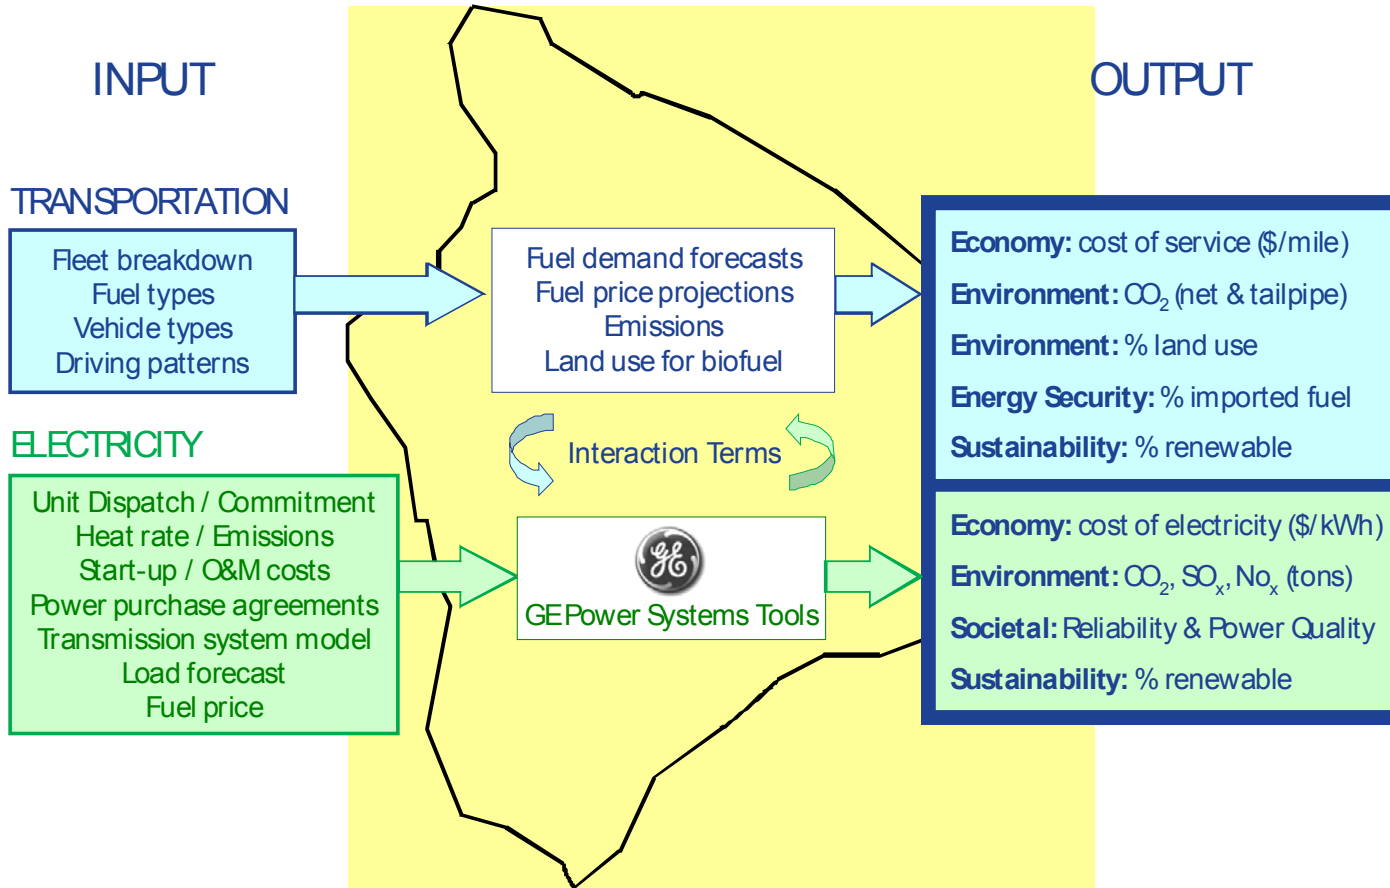 INPUT
OUTPUT
TRANSPORTATION
Fleet breakdown
Fuel types
Vehicle types
Driving patterns
Fuel demand forecasts
Fuel price projections
Emissions
Land use for biofuel
Economy: cost of service ($/mile)
Environment: CO₂ (net & tailpipe)
Environment: % land use
Energy Security: % imported fuel
Sustainability: % renewable
Interaction Terms
ELECTRICITY
Unit Dispatch / Commitment
Heat rate / Emissions
Start-up / O&M costs
Power purchase agreements
Transmission system model
Load forecast
Fuel price
GE
GE Power Systems Tools
Economy: cost of electricity ($/kWh)
Environment: CO₂, SOₓ, Noₓ (tons)
Societal: Reliability & Power Quality
Sustainability: % renewable